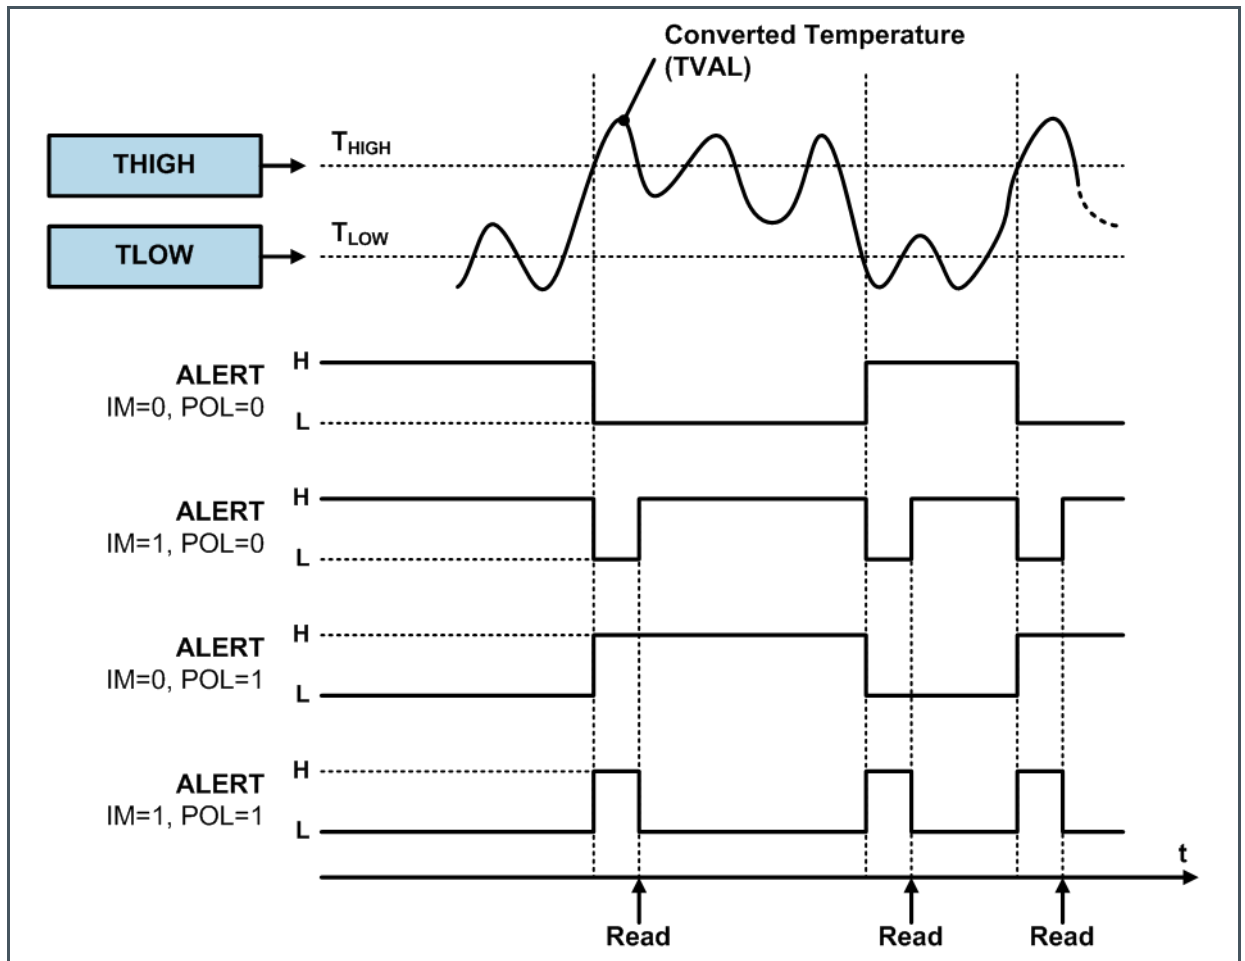 Converted Temperature
(TVAL)
THIGH
THIGH
TLOW
TLOW
ALERT
IM=0, POL=0
H
L
ALERT
IM=1, POL=0
H
L
ALERT
IM=0, POL=1
H
L
ALERT
IM=1, POL=1
H
L
t
Read
Read
Read